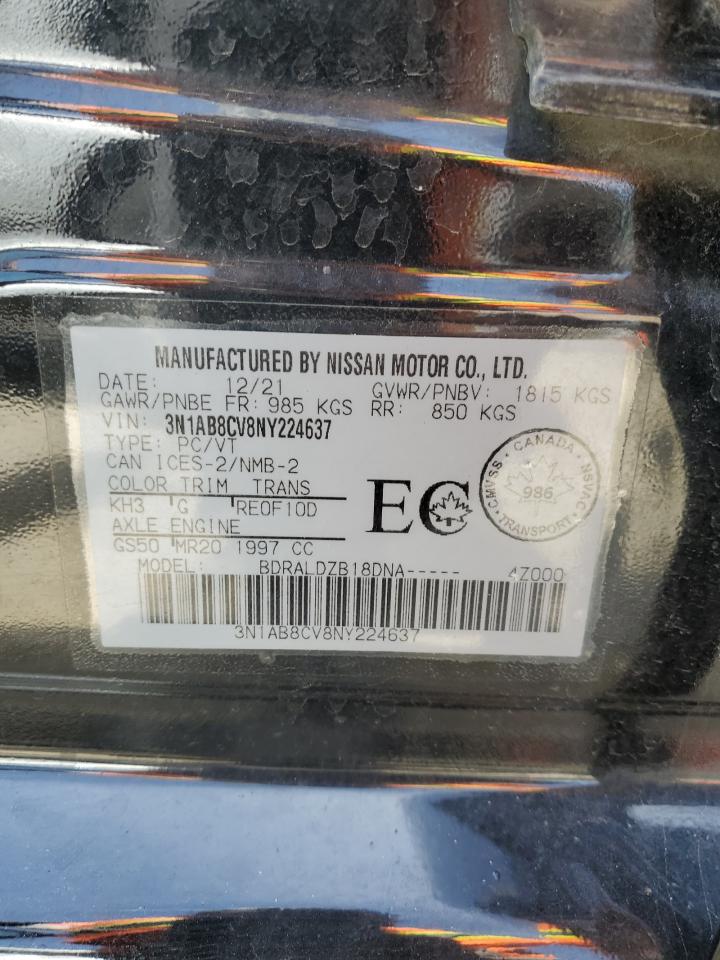 MANUFACTURED BY NISSAN MOTOR CO., LTD.
DATE: 12/21 GVWR/PNBV: 1815 KGS
GAWR/PNBE FR: 985 KGS RR: 850 KGS
VIN: 3N1AB8CV8NY224637
TYPE: PC/VT
CAN ICES-2/NMB-2
COLOR TRIM TRANS
KH3 G RE0F10D
AXLE ENGINE
GS50 MR20 1997 CC
EC
CANADA
CMVSS NSVAC
986
TRANSPORT
MODEL: BDRALDZB18DNA----- 4Z000
3N1AB8CV8NY224637